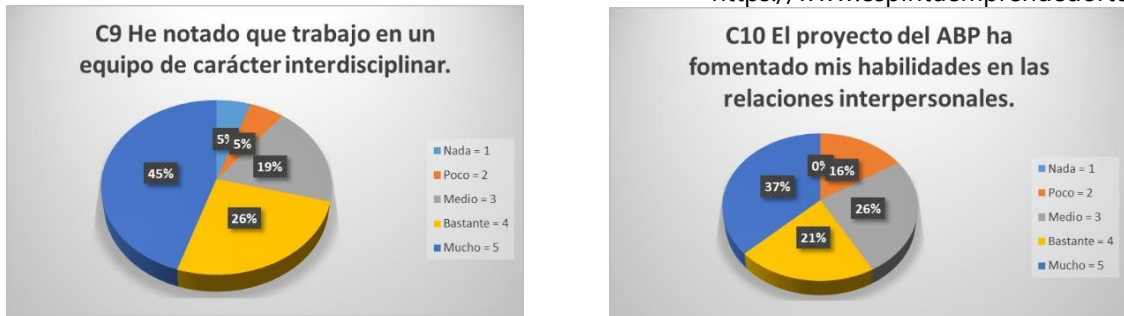 C9 He notado que trabajo en un
equipo de carácter interdisciplinar.
5%
5%
19%
26%
45%
Nada = 1
Poco = 2
Medio = 3
Bastante = 4
Mucho = 5
C10 El proyecto del ABP ha
fomentado mis habilidades en las
relaciones interpersonales.
0%
16%
26%
21%
37%
Nada = 1
Poco = 2
Medio = 3
Bastante = 4
Mucho = 5